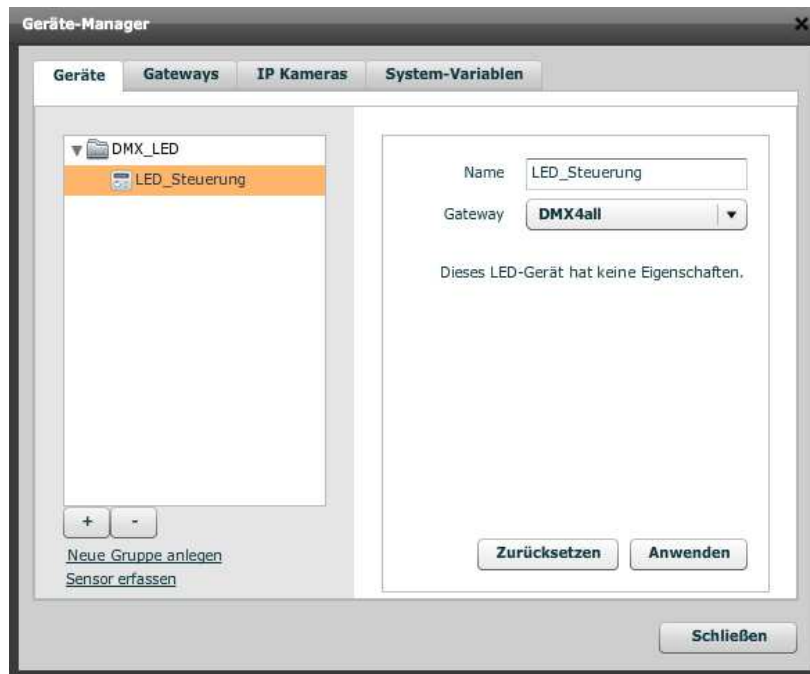 Geräte-Manager
Geräte
Gateways
IP Kameras
System-Variablen
DMX_LED
LED_Steuerung
Name
LED_Steuerung
Gateway
DMX4all
Dieses LED-Gerät hat keine Eigenschaften.
+
-
Neue Gruppe anlegen
Sensor erfassen
Zurücksetzen
Anwenden
Schließen